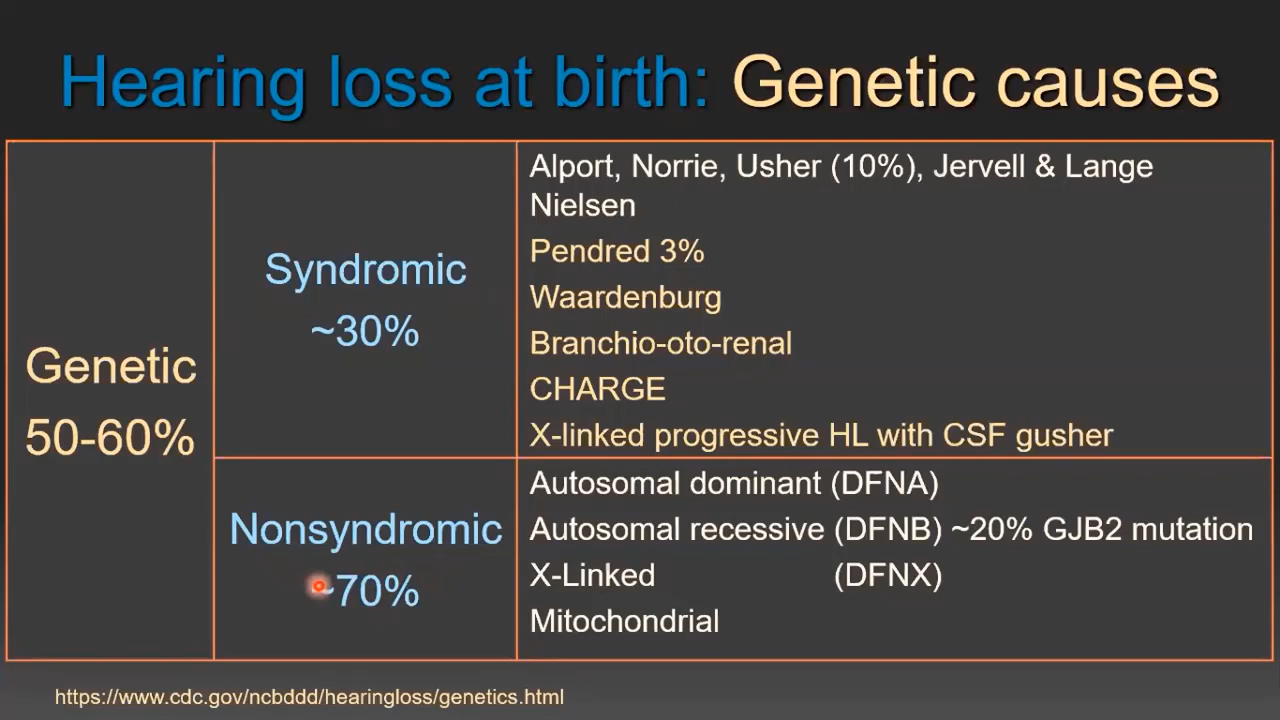 Hearing loss at birth: Genetic causes
Genetic
50-60%
Syndromic
~30%
Alport, Norrie, Usher (10%), Jervell & Lange
Nielsen
Pendred 3%
Waardenburg
Branchio-oto-renal
CHARGE
X-linked progressive HL with CSF gusher
Nonsyndromic
~70%
Autosomal dominant (DFNA)
Autosomal recessive (DFNB) ~20% GJB2 mutation
X-Linked (DFNX)
Mitochondrial
https://www.cdc.gov/ncbddd/hearingloss/genetics.html